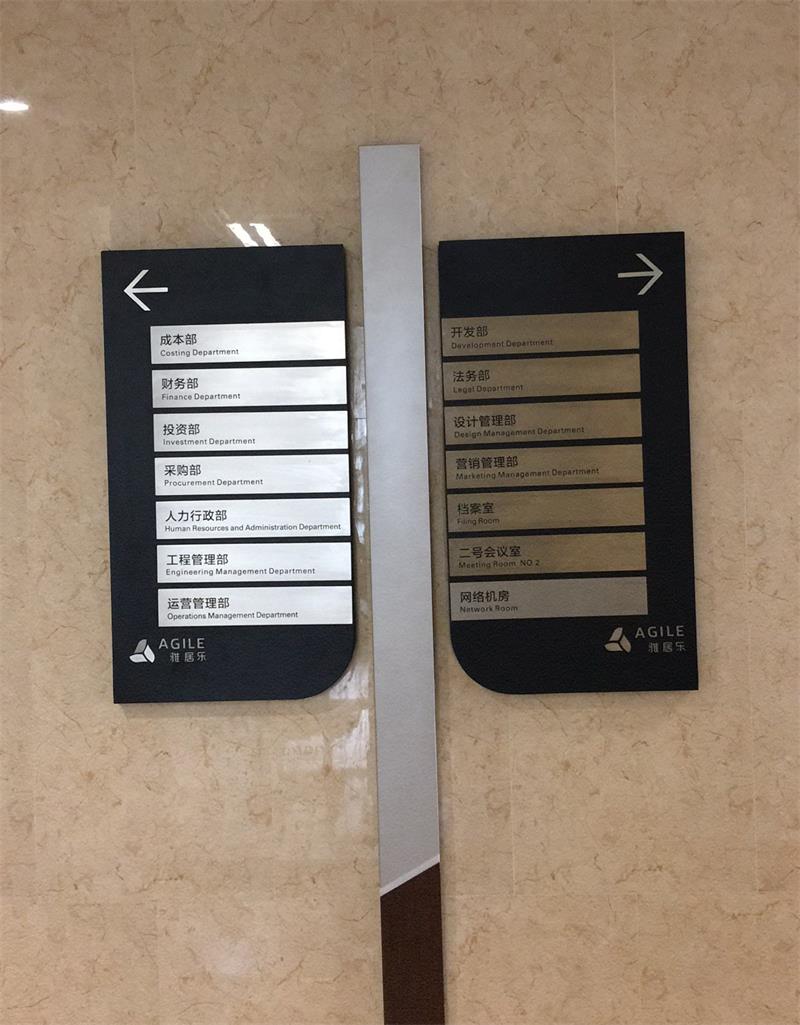 成本部
Costing Department
财务部
Finance Department
投资部
Investment Department
采购部
Procurement Department
人力行政部
Human Resources and Administration Department
工程管理部
Engineering Management Department
运营管理部
Operations Management Department
AGILE
雅居乐
开发部
Development Department
法务部
Legal Department
设计管理部
Design Management Department
营销管理部
Marketing Management Department
档案室
Filing Room
二号会议室
Meeting Room NO.2
网络机房
Network Room
AGILE
雅居乐